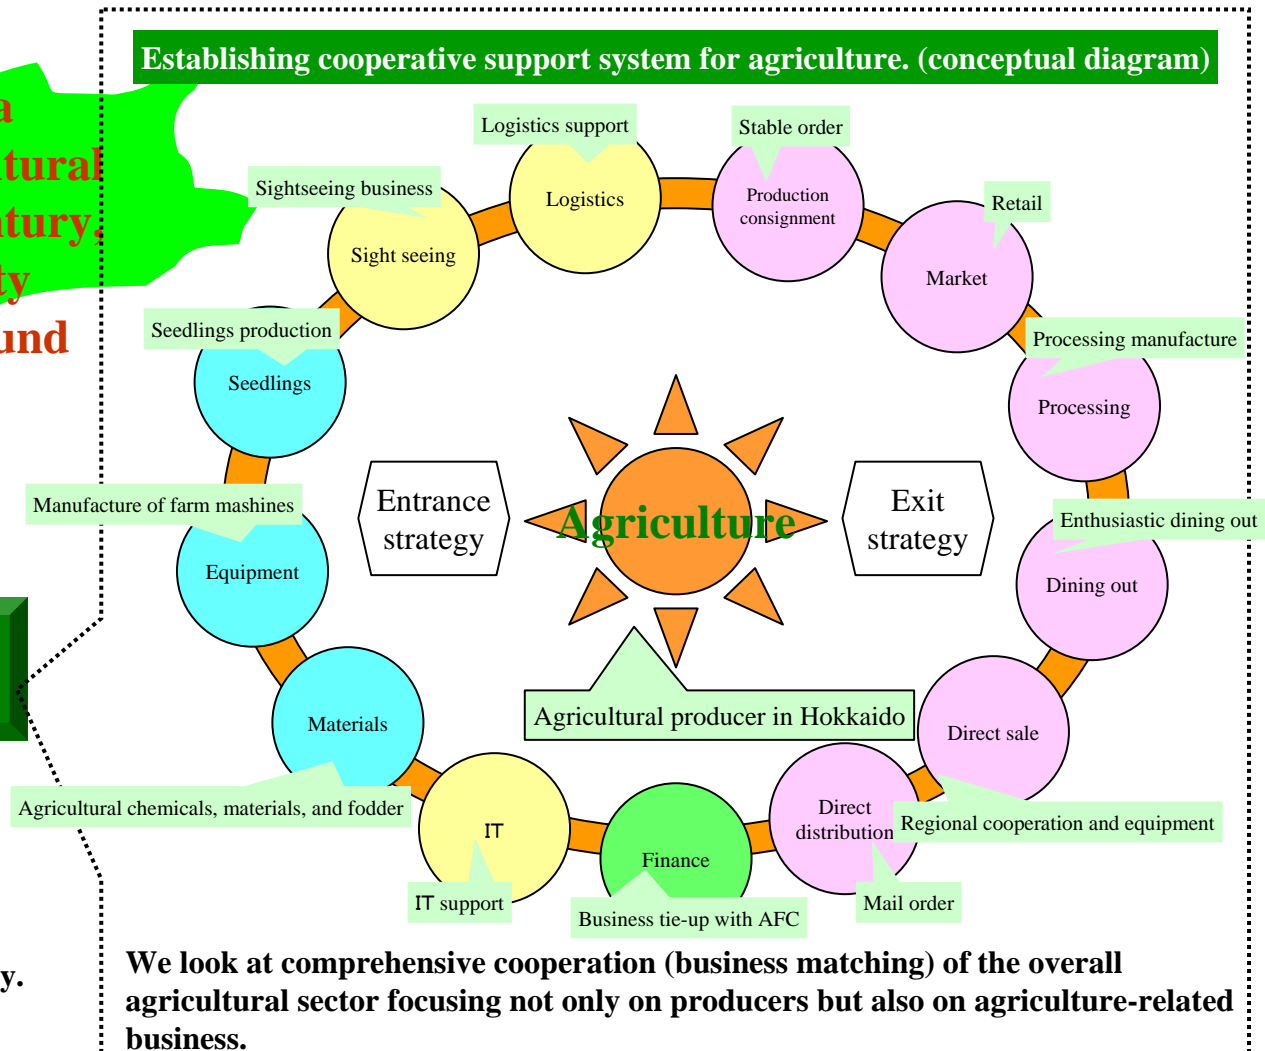 Establishing cooperative support system for agriculture. (conceptual diagram)
a
tural
tury,
ty
und
Logistics support
Stable order
Sightseeing business
Retail
Logistics
Production
consignment
Sight seeing
Market
Seedlings production
Processing manufacture
Seedlings
Processing
Manufacture of farm mashines
Entrance
strategy
Agriculture
Exit
strategy
Enthusiastic dining out
Equipment
Dining out
Agricultural producer in Hokkaido
Materials
Direct sale
Agricultural chemicals, materials, and fodder
IT
Direct
distribution
Regional cooperation and equipment
Finance
IT support
Business tie-up with AFC
Mail order
y.
We look at comprehensive cooperation (business matching) of the overall
agricultural sector focusing not only on producers but also on agriculture-related
business.